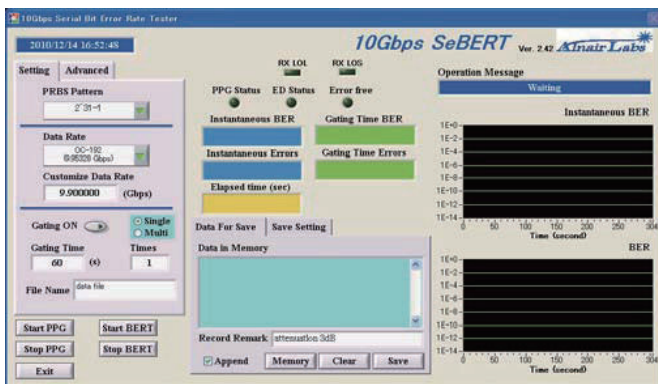 10Gbps Serial Bit Error Rate Tester
2010/12/14 16:52:48
10Gbps SeBERT Ver. 2.42 Alnair Labs
Setting Advanced
PRBS Pattern
2^31-1
Data Rate
OC-192
(9.95328 Gbps)
Customize Data Rate
9.900000 (Gbps)
Gating ON
Single
Multi
Gating Time Times
60 (s) 1
File Name data file
Start PPG Start BERT
Stop PPG Stop BERT
Exit
RX LOL RX LOS
PPG Status ED Status Error free
Instantaneous BER Gating Time BER
Instantaneous Errors Gating Time Errors
Elapsed time (sec)
Data For Save Save Setting
Data in Memory
Record Remark attenuation 3dB
Append Memory Clear Save
Operation Message
Waiting
Instantaneous BER
1E+0
1E-2
1E-4
1E-6
1E-8
1E-10
1E-12
1E-14
0 50 100 150 200 250 304
Time (second)
BER
1E+0
1E-2
1E-4
1E-6
1E-8
1E-10
1E-12
1E-14
0 50 100 150 200 250 304
Time (second)